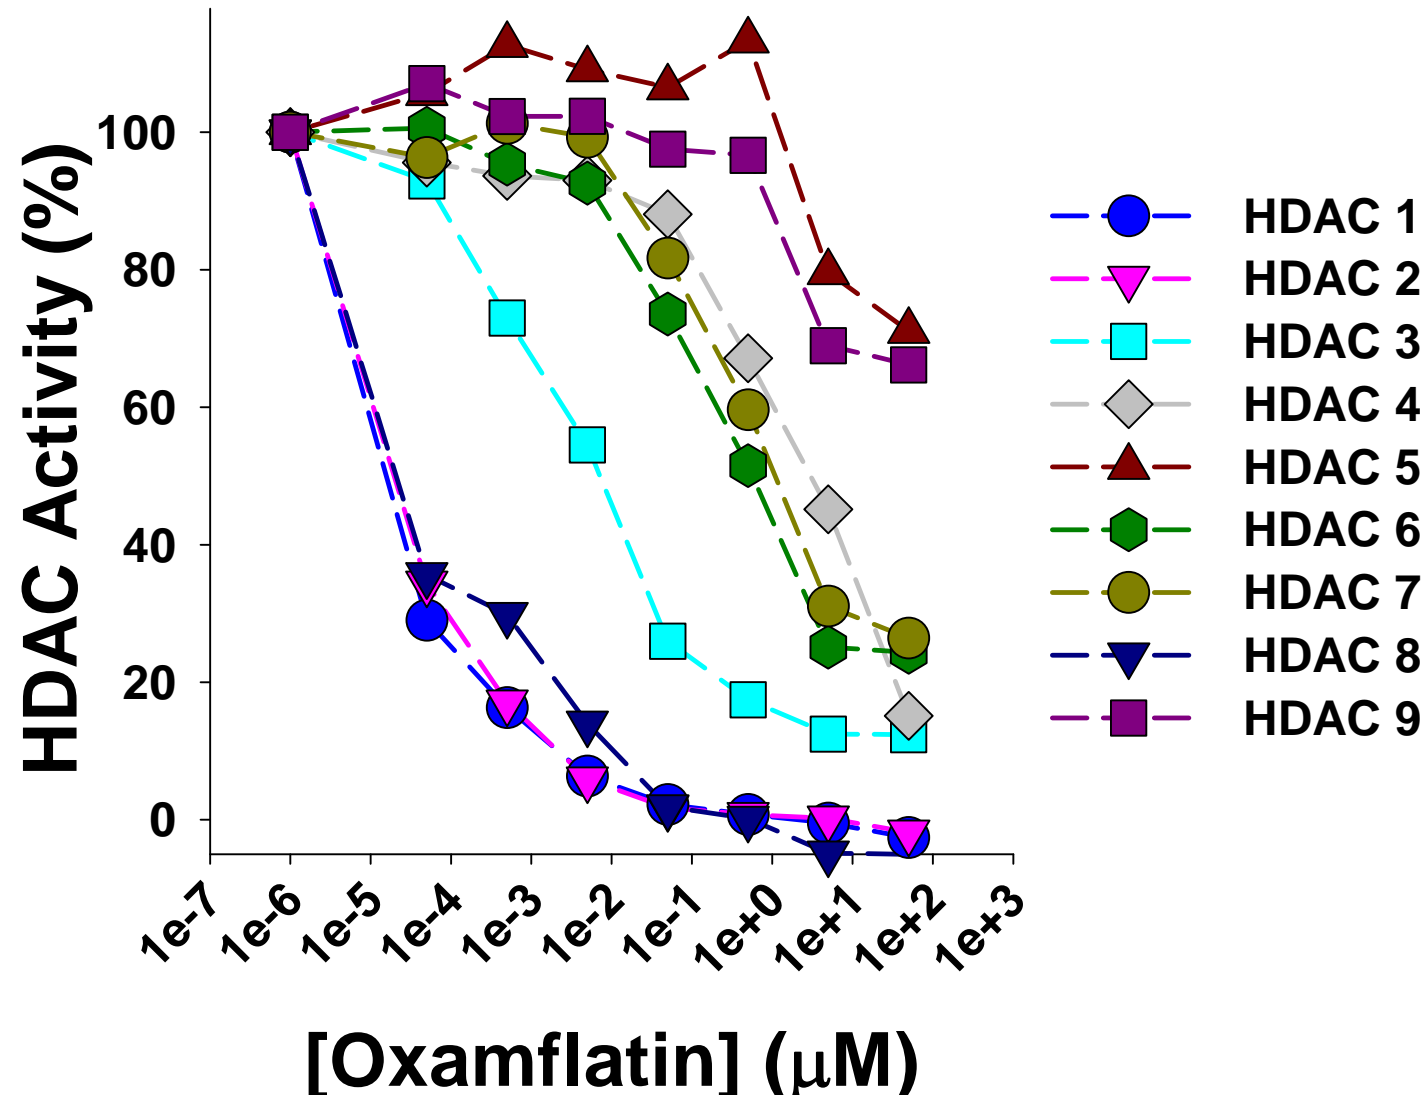 HDAC Activity (%)
100
80
60
40
20
0
1e-7
1e-6
1e-5
1e-4
1e-3
1e-2
1e-1
1e+0
1e+1
1e+2
1e+3
[Oxamflatin] (μM)
HDAC 1
HDAC 2
HDAC 3
HDAC 4
HDAC 5
HDAC 6
HDAC 7
HDAC 8
HDAC 9